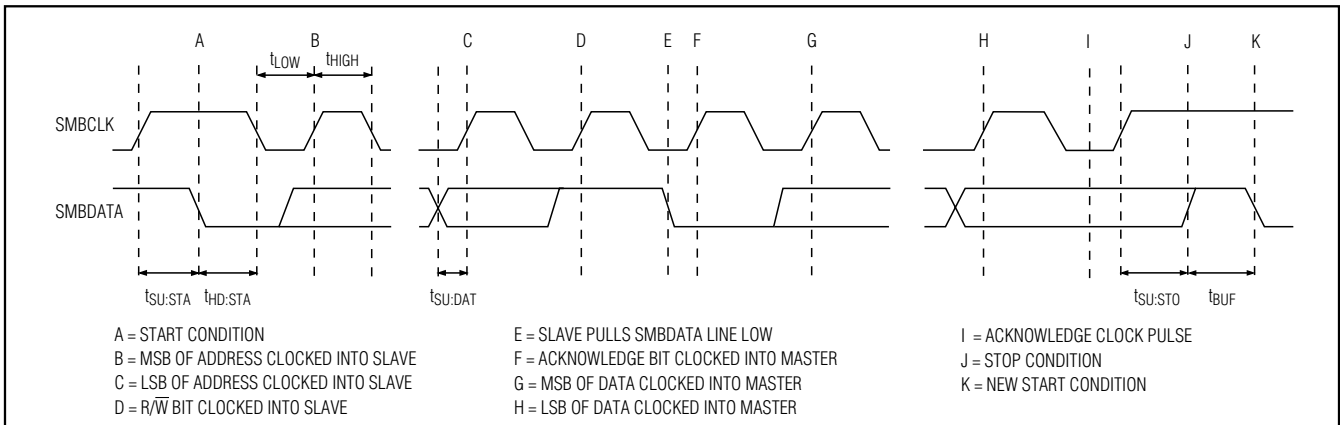 A B C D E F G H I J K
tLOW tHIGH
SMBCLK
SMBDATA
tSU:STA tHD:STA tSU:DAT tSU:STO tBUF
A = START CONDITION
B = MSB OF ADDRESS CLOCKED INTO SLAVE
C = LSB OF ADDRESS CLOCKED INTO SLAVE
D = R/W̅ BIT CLOCKED INTO SLAVE
E = SLAVE PULLS SMBDATA LINE LOW
F = ACKNOWLEDGE BIT CLOCKED INTO MASTER
G = MSB OF DATA CLOCKED INTO MASTER
H = LSB OF DATA CLOCKED INTO MASTER
I = ACKNOWLEDGE CLOCK PULSE
J = STOP CONDITION
K = NEW START CONDITION